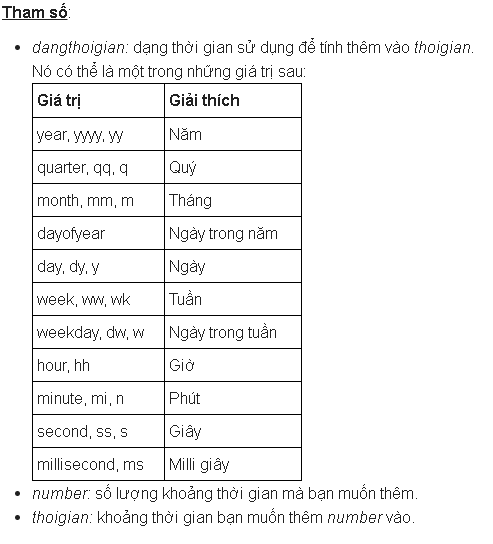 Tham số:
• dangthoigian: dạng thời gian sử dụng để tính thêm vào thoigian.
Nó có thể là một trong những giá trị sau:
Giá trị Giải thích
year, yyyy, yy Năm
quarter, qq, q Quý
month, mm, m Tháng
dayofyear Ngày trong năm
day, dy, y Ngày
week, ww, wk Tuần
weekday, dw, w Ngày trong tuần
hour, hh Giờ
minute, mi, n Phút
second, ss, s Giây
millisecond, ms Milli giây
• number: số lượng khoảng thời gian mà bạn muốn thêm.
• thoigian: khoảng thời gian bạn muốn thêm number vào.